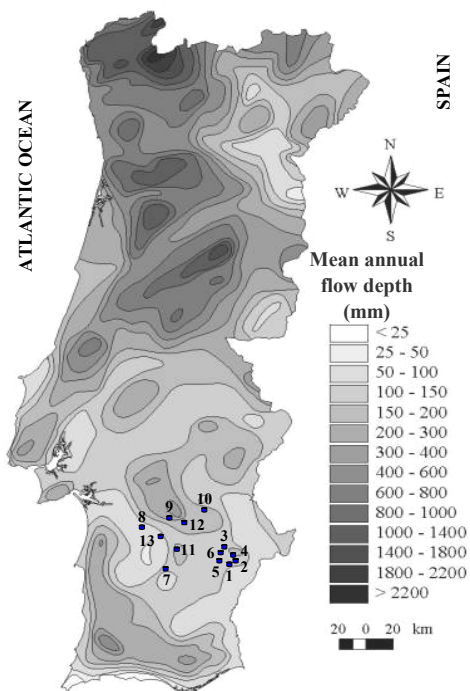 ATLANTIC OCEAN
SPAIN
N
W E
S
Mean annual
flow depth
(mm)
< 25
25 - 50
50 - 100
100 - 150
150 - 200
200 - 300
300 - 400
400 - 600
600 - 800
800 - 1000
1000 - 1400
1400 - 1800
1800 - 2200
> 2200
20 0 20
km
10
9
8
12
13
3
11
6
4
5
2
7
1